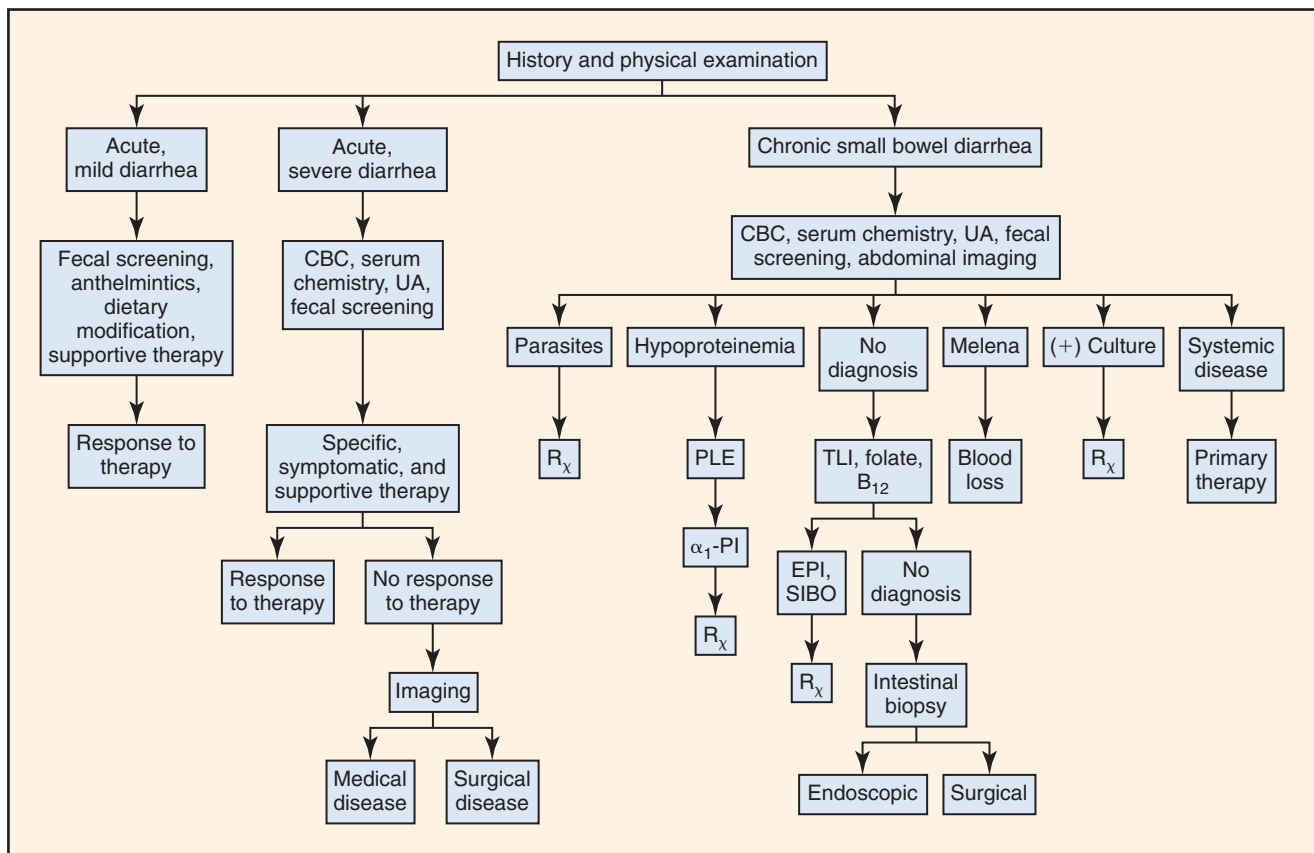 History and physical examination
Acute,
mild diarrhea
Acute,
severe diarrhea
Chronic small bowel diarrhea
Fecal screening,
anthelmintics,
dietary
modification,
supportive therapy
CBC, serum
chemistry, UA,
fecal screening
CBC, serum chemistry, UA, fecal
screening, abdominal imaging
Parasites
Hypoproteinemia
No
diagnosis
Melena
(+) Culture
Systemic
disease
Response to
therapy
Specific,
symptomatic, and
supportive therapy
Rχ
PLE
TLI, folate,
B12
Blood
loss
Rχ
Primary
therapy
Response
to therapy
No response
to therapy
α1-PI
EPI,
SIBO
No
diagnosis
Rχ
Rχ
Imaging
Intestinal
biopsy
Medical
disease
Surgical
disease
Endoscopic
Surgical